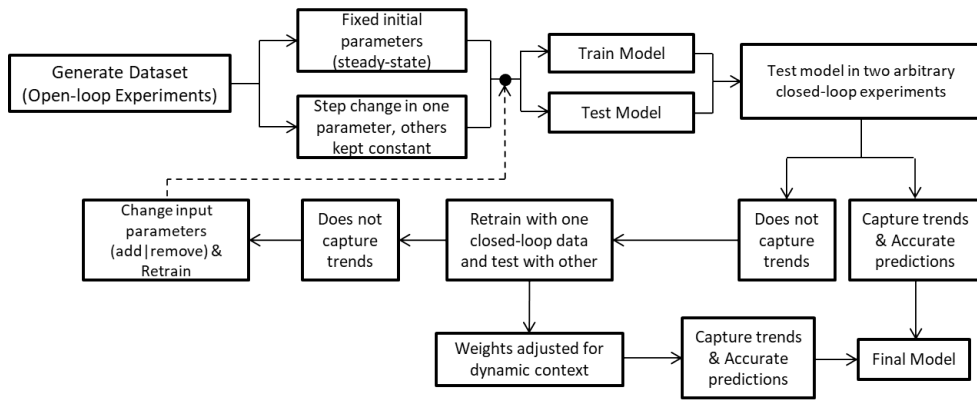 Generate Dataset
(Open-loop Experiments)
Fixed initial
parameters
(steady-state)
Step change in one
parameter, others
kept constant
Train Model
Test Model
Test model in two arbitrary
closed-loop experiments
Change input
parameters
(add|remove) &
Retrain
Does not
capture
trends
Retrain with one
closed-loop data
and test with other
Does not
capture
trends
Capture trends
& Accurate
predictions
Weights adjusted for
dynamic context
Capture trends
& Accurate
predictions
Final Model